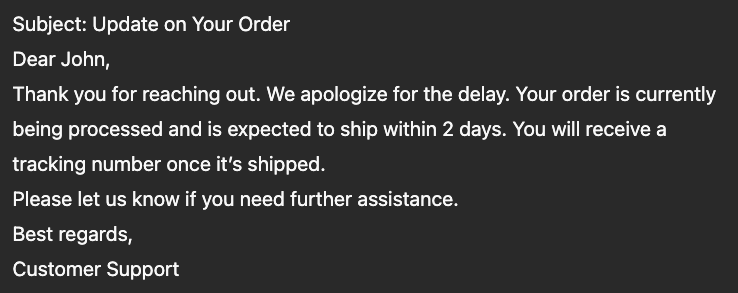 Subject: Update on Your Order
Dear John,
Thank you for reaching out. We apologize for the delay. Your order is currently
being processed and is expected to ship within 2 days. You will receive a
tracking number once it’s shipped.
Please let us know if you need further assistance.
Best regards,
Customer Support